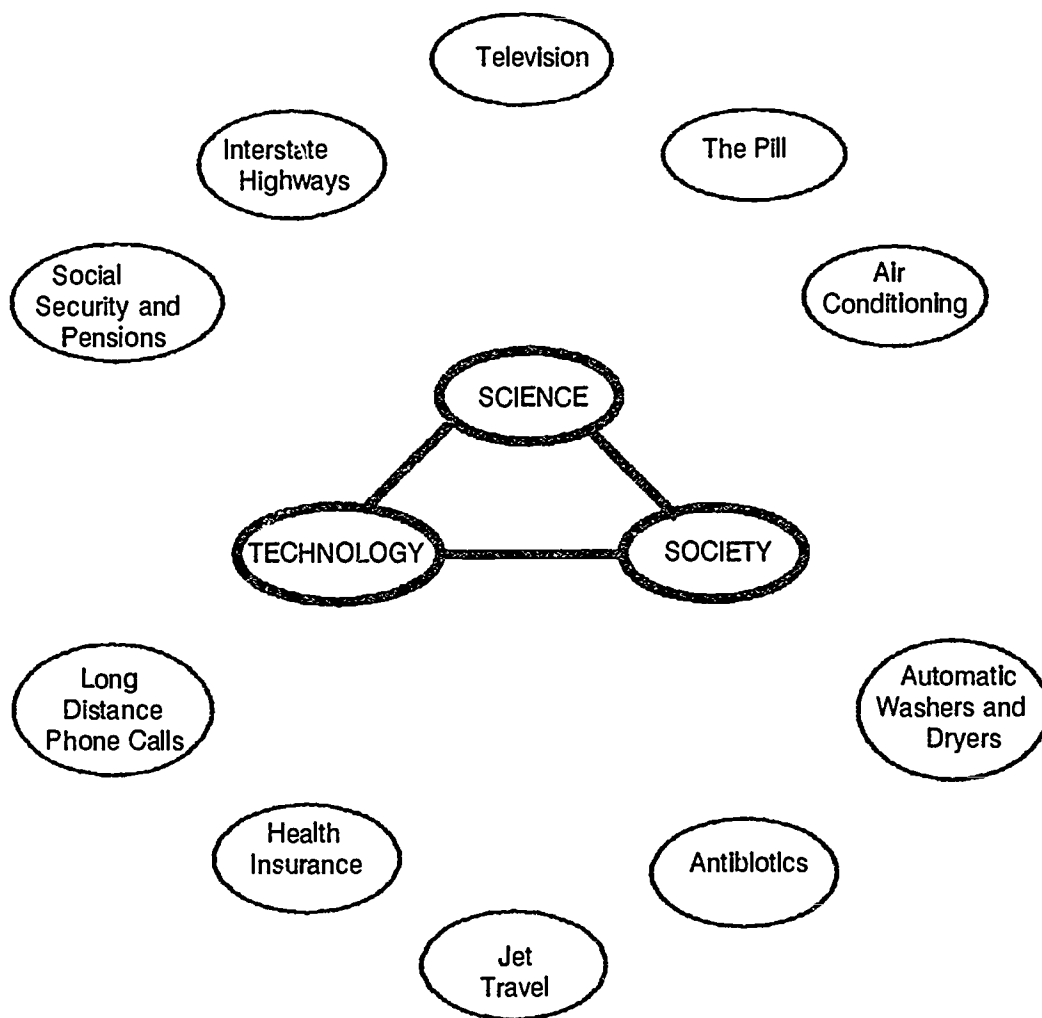 Television
The Pill
Interstate
Highways
Air
Conditioning
Social
Security and
Pensions
SCIENCE
TECHNOLOGY
SOCIETY
Long
Distance
Phone Calls
Automatic
Washers and
Dryers
Health
Insurance
Antibiotics
Jet
Travel